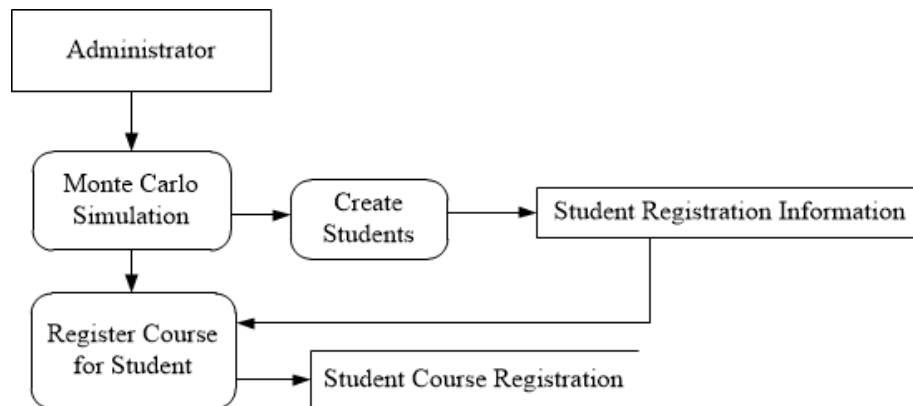 Administrator
Monte Carlo
Simulation
Create
Students
Student Registration Information
Register Course
for Student
Student Course Registration